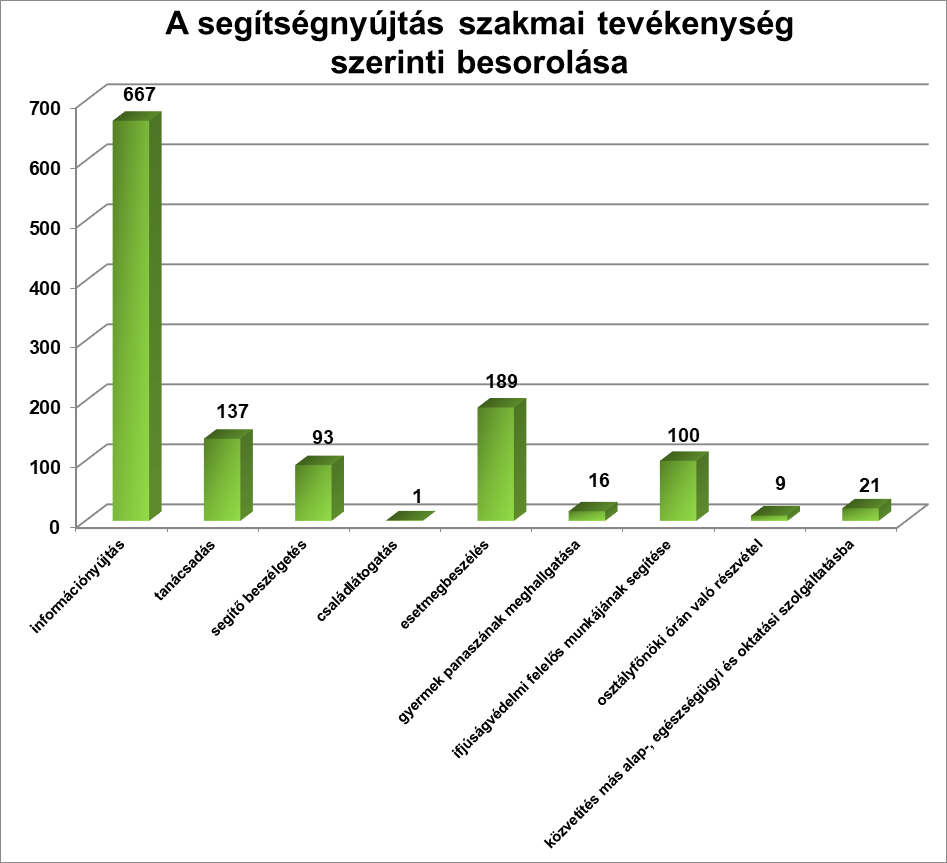 A segítségnyújtás szakmai tevékenység
szerinti besorolása
700
600
500
400
300
200
100
0
667
137
93
1
189
16
100
9
21
információnyújtás
tanácsadás
segítő beszélgetés
családlátogatás
esetmegbeszélés
gyermek panaszának meghallgatása
ifjúságvédelmi felelős munkájának segítése
osztályfőnöki órán való részvétel
közvetítés más alap-, egészségügyi és oktatási szolgáltatásba